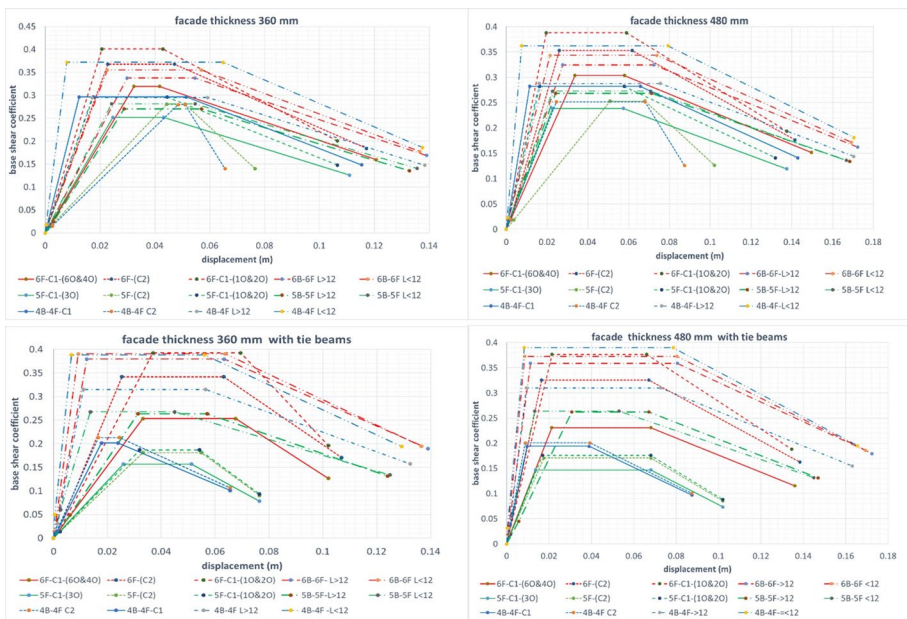 facade thickness 360 mm
0.45
0.4
0.35
0.3
0.25
0.2
0.15
0.1
0.05
0
base shear coefficient
0 0.02 0.04 0.06 0.08 0.1 0.12 0.14
displacement (m)
6F-C1-(6O&4O) 6F-(C2) 6F-C1-(1O&2O) 6B-6F L>12 6B-6F L<12
5F-C1-(3O) 5F-(C2) 5F-C1-(1O&2O) 5B-5F-L>12 5B-5F L<12
4B-4F-C1 4B-4F C2 4B-4F-L>12 4B-4F-L<12
facade thickness 480 mm
0.4
0.35
0.3
0.25
0.2
0.15
0.1
0.05
0
base shear coefficient
0 0.02 0.04 0.06 0.08 0.1 0.12 0.14 0.16 0.18
displacement (m)
6F-C1-(6O&4O) 6F-(C2) 6F-C1-(1O&2O) 6B-6F L>12 6B-6F L<12
5F-C1-(3O) 5F-(C2) 5F-C1-(1O&2O) 5B-5F-L>12 5B-5F L<12
4B-4F-C1 4B-4F C2 4B-4F-L>12 4B-4F-L<12
facade thickness 360 mm with tie beams
0.4
0.35
0.3
0.25
0.2
0.15
0.1
0.05
0
base shear coefficient
0 0.02 0.04 0.06 0.08 0.1 0.12 0.14
displacement (m)
6F-C1-(6O&4O) 6F-(C2) 6F-C1-(1O&2O) 6B-6F- L>12 6B-6F <12
5F-C1-(3O) 5F-(C2) 5F-C1-(1O&2O) 5B-5F-L>12 5B-5F L<12
4B-4F C2 4B-4F-C1 4B-4F L>12 4B-4F -L<12
facade thickness 480 mm with tie beams
0.4
0.35
0.3
0.25
0.2
0.15
0.1
0.05
0
base shear coefficient
0 0.02 0.04 0.06 0.08 0.1 0.12 0.14 0.16 0.18
displacement (m)
6F-C1-(6O&4O) 6F-(C2) 6F-C1-(1O&2O) 6B-6F->12 6B-6F <12
5F-C1-(3O) 5F-(C2) 5F-C1-(1O&2O) 5B-5F->12 5B-5F <12
4B-4F-C1 4B-4F C2 4B-4F->12 4B-4F-=<12